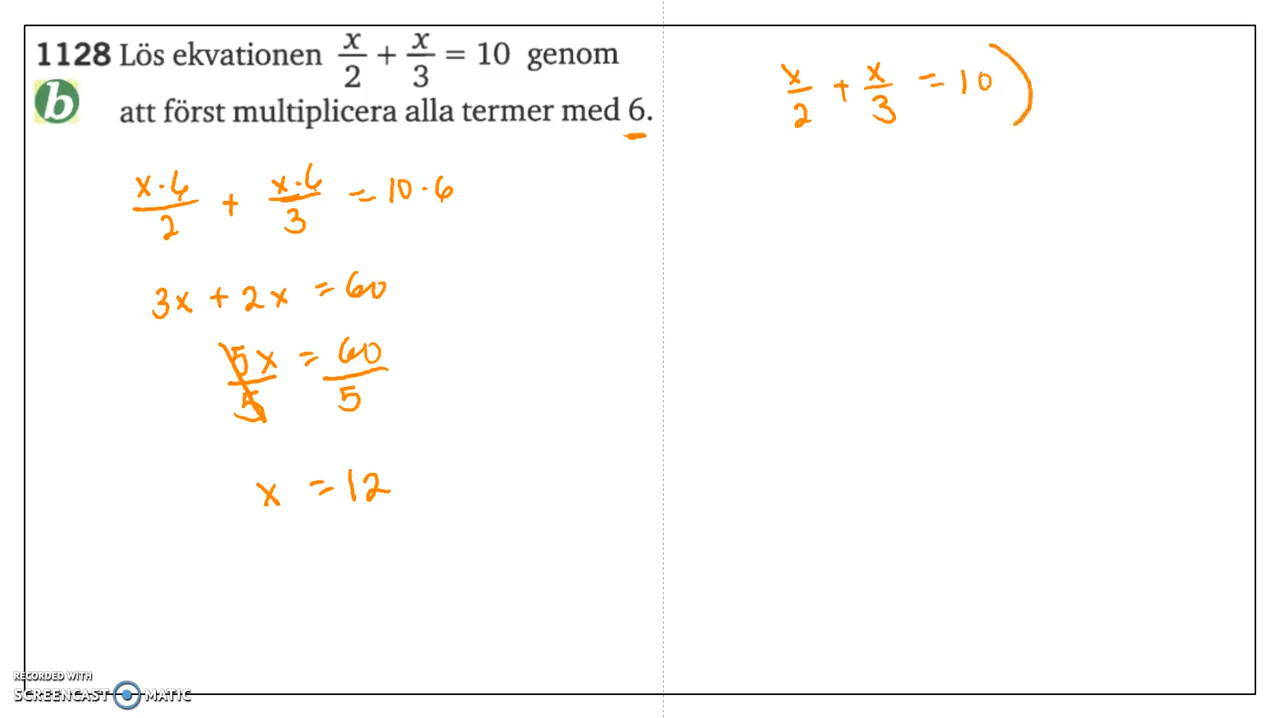 1128 Lös ekvationen x/2 + x/3 = 10 genom
b att först multiplicera alla termer med 6.
x·6/2 + x·6/3 = 10·6
3x + 2x = 60
5x/5 = 60/5
x = 12
x/2 + x/3 = 10 )
RECORDED WITH
SCREENCAST MATIC